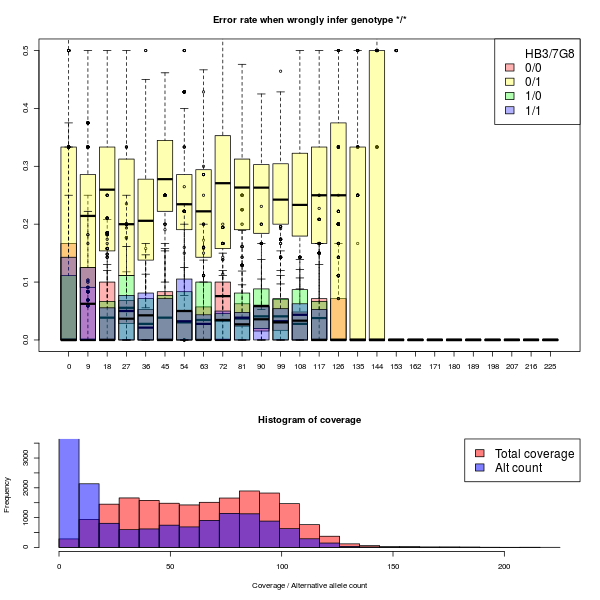 Error rate when wrongly infer genotype */*
HB3/7G8
0/0
0/1
1/0
1/1
0.5
0.4
0.3
0.2
0.1
0.0
0 9 18 27 36 45 54 63 72 81 90 99 108 117 126 135 144 153 162 171 180 189 198 207 216 225
Histogram of coverage
Total coverage
Alt count
Frequency
3000
2000
1000
0
0 50 100 150 200
Coverage / Alternative allele count